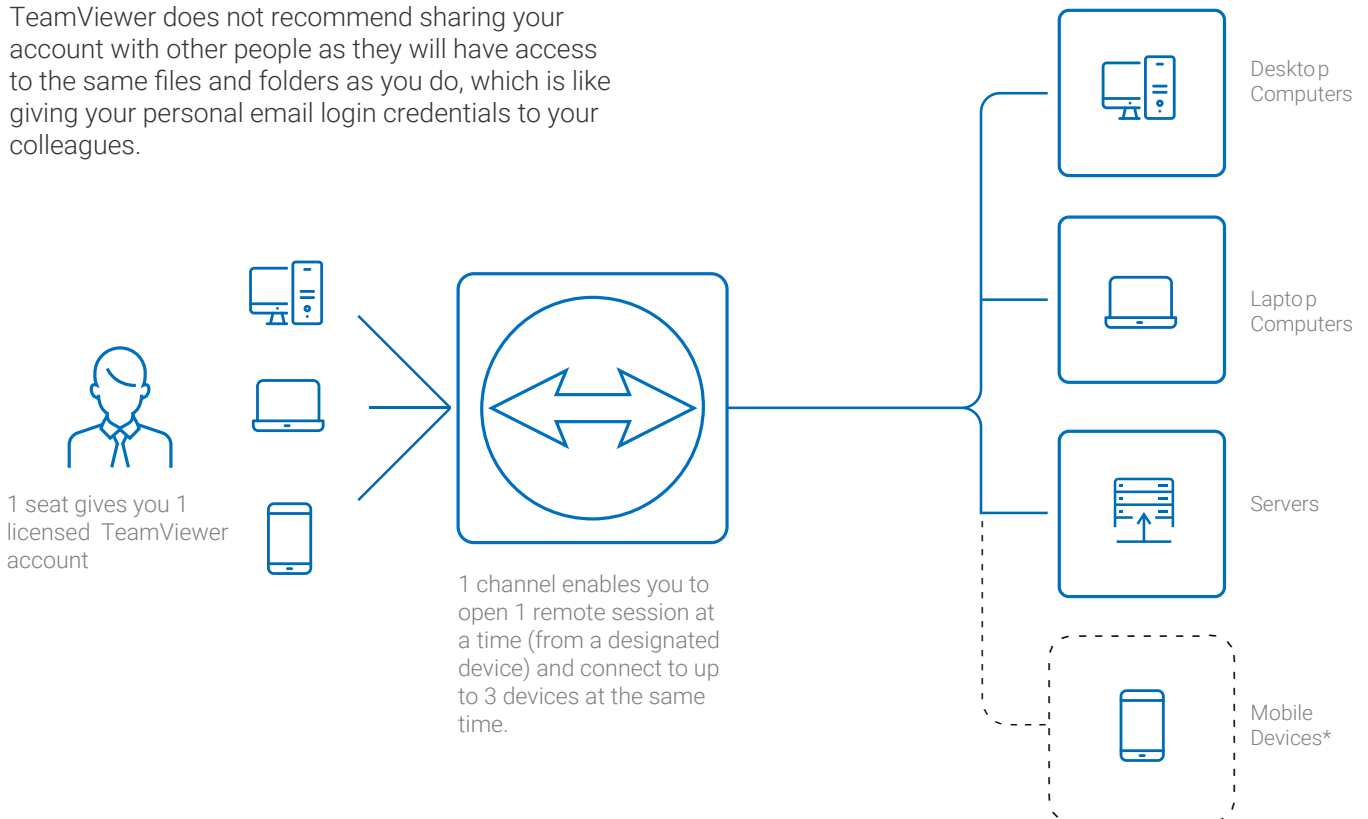 TeamViewer does not recommend sharing your
account with other people as they will have access
to the same files and folders as you do, which is like
giving your personal email login credentials to your
colleagues.
Desktop
Computers
Laptop
Computers
1 seat gives you 1
licensed TeamViewer
account
Servers
1 channel enables you to
open 1 remote session at
a time (from a designated
device) and connect to up
to 3 devices at the same
time.
Mobile
Devices*